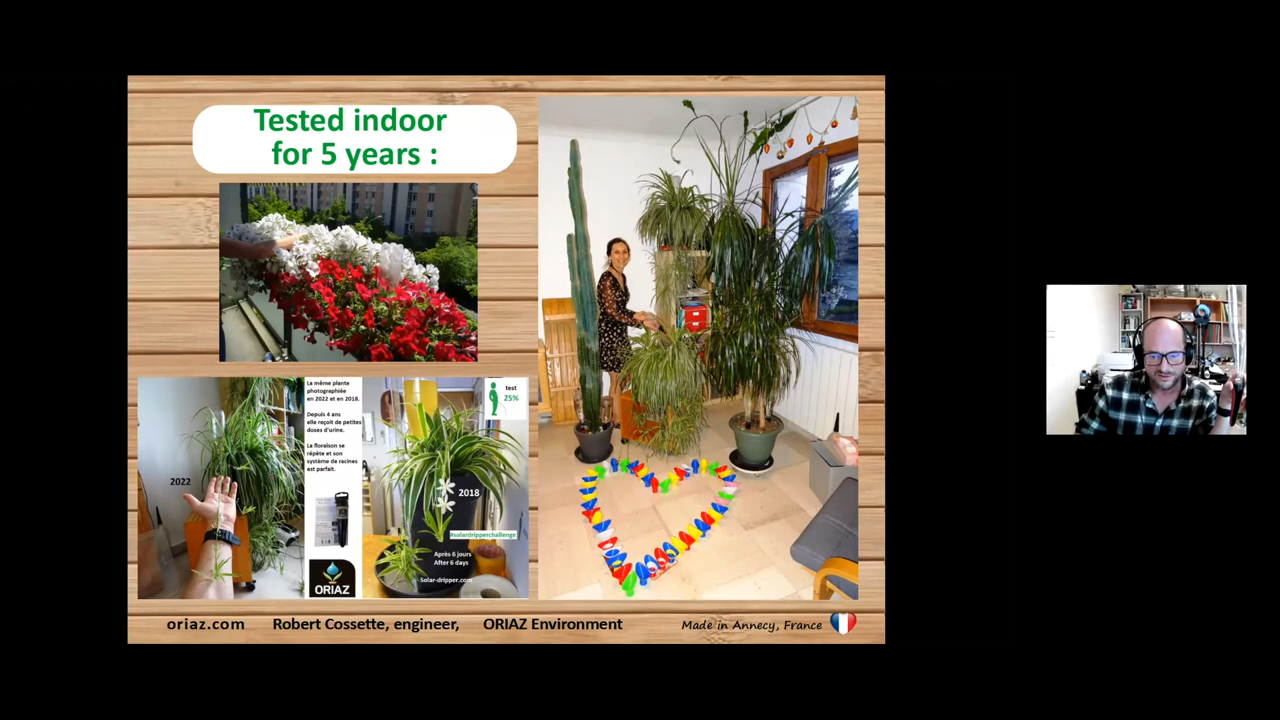 Tested indoor
for 5 years :
La même plante
photographiée
en 2022 et en 2018.
Depuis 4 ans
elle reçoit de petites
doses d'urine.
La floraison se
répète et son
système de racines
est parfait.
2022
ORIAZ
test
25%
2018
#solardripperchallenge
Après 6 jours
After 6 days
Solar-dripper.com
oriaz.com Robert Cossette, engineer, ORIAZ Environment Made in Annecy, France